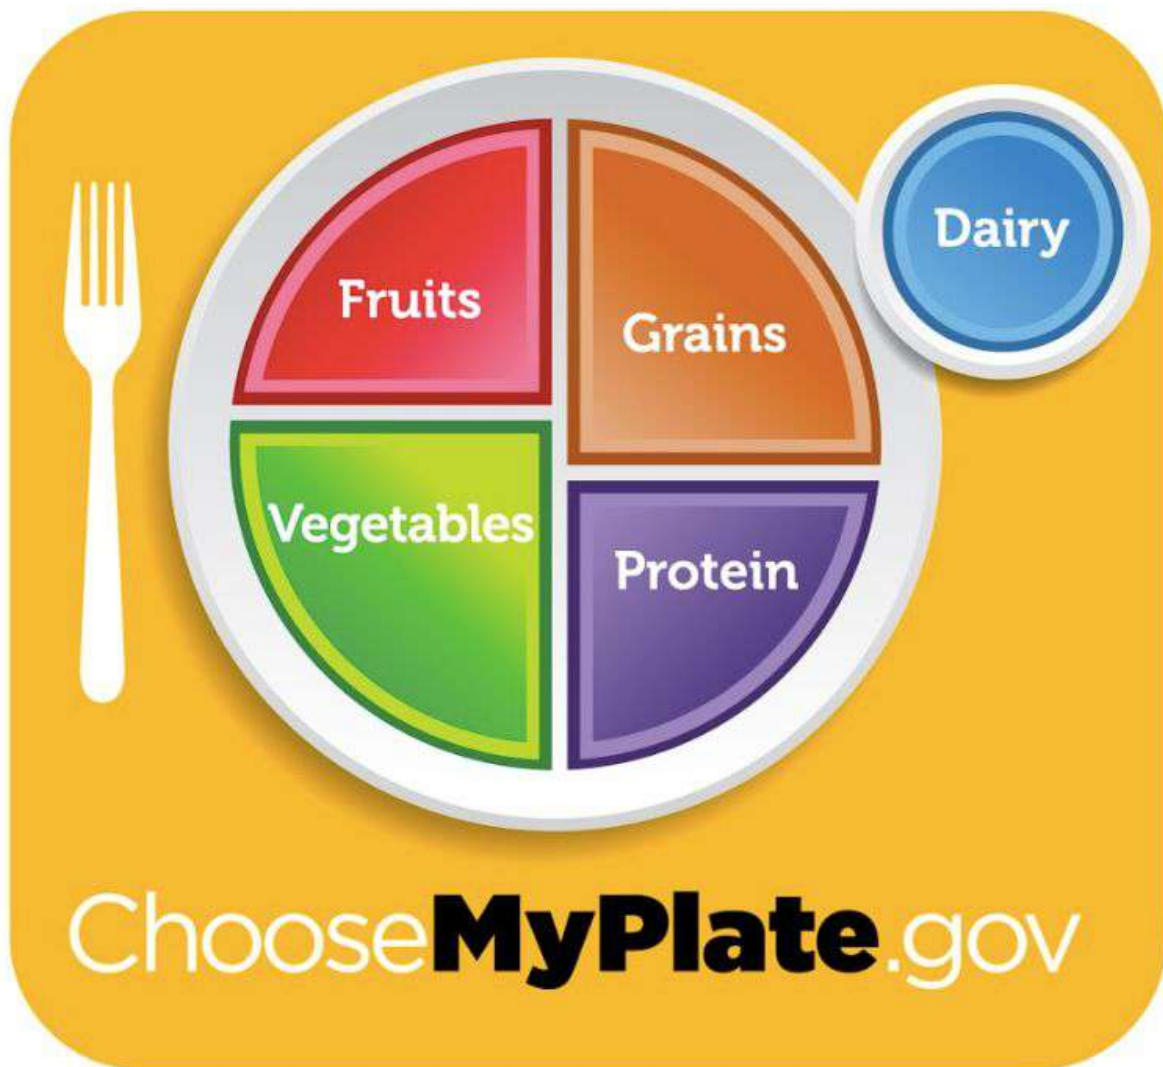 Dairy
Fruits
Grains
Vegetables
Protein
ChooseMyPlate.gov